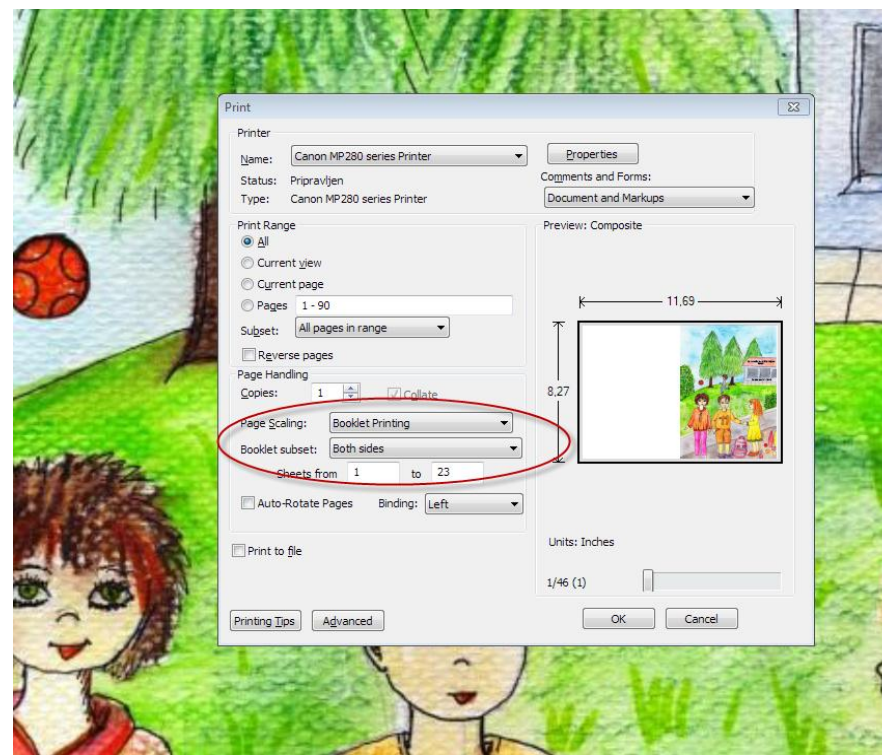 Print
Printer
Name: Canon MP280 series Printer
Properties
Status: Pripravljen
Comments and Forms:
Type: Canon MP280 series Printer
Document and Markups
Print Range
All
Current view
Current page
Pages 1 - 90
Subset: All pages in range
Reverse pages
Page Handling
Copies: 1 Collate
Page Scaling: Booklet Printing
Booklet subset: Both sides
Sheets from 1 to 23
Auto-Rotate Pages Binding: Left
Print to file
Printing Tips Advanced
Preview: Composite
11,69
8,27
Units: Inches
1/46 (1)
OK Cancel